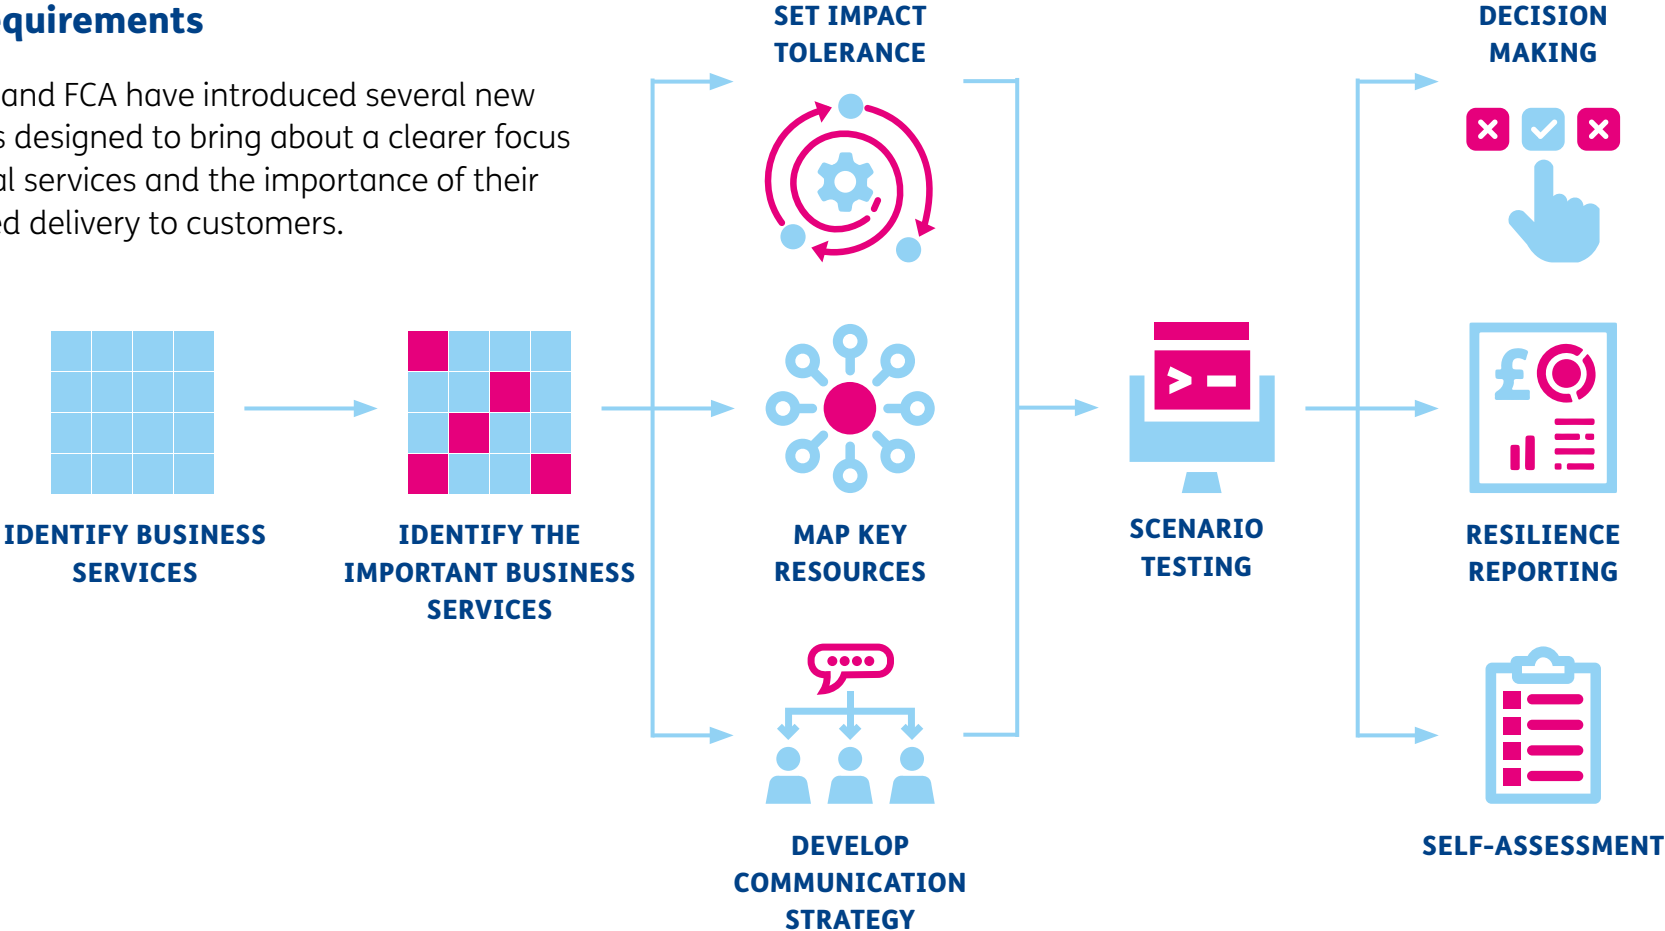 quirements
and FCA have introduced several new
s designed to bring about a clearer focus
al services and the importance of their
ed delivery to customers.
SET IMPACT
TOLERANCE
DECISION
MAKING
£
>
IDENTIFY BUSINESS
SERVICES
IDENTIFY THE
IMPORTANT BUSINESS
SERVICES
MAP KEY
RESOURCES
SCENARIO
TESTING
RESILIENCE
REPORTING
DEVELOP
COMMUNICATION
STRATEGY
SELF-ASSESSMENT